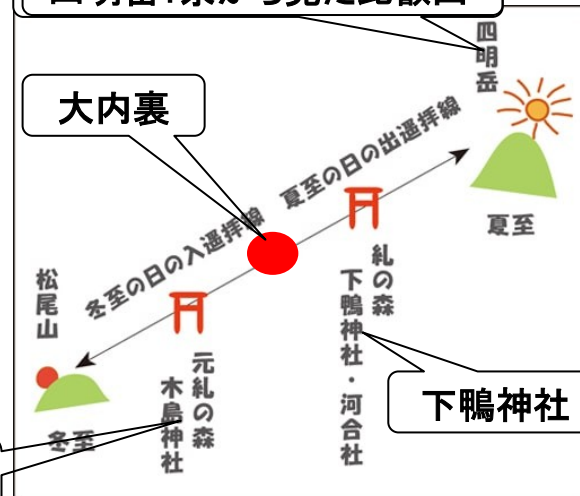 四明岳
大内裏
夏至の日の出遥拝線
夏至
冬至の日の入遥拝線
松尾山
糺の森
下鴨神社・河合社
下鴨神社
元糺の森
木島神社
冬至